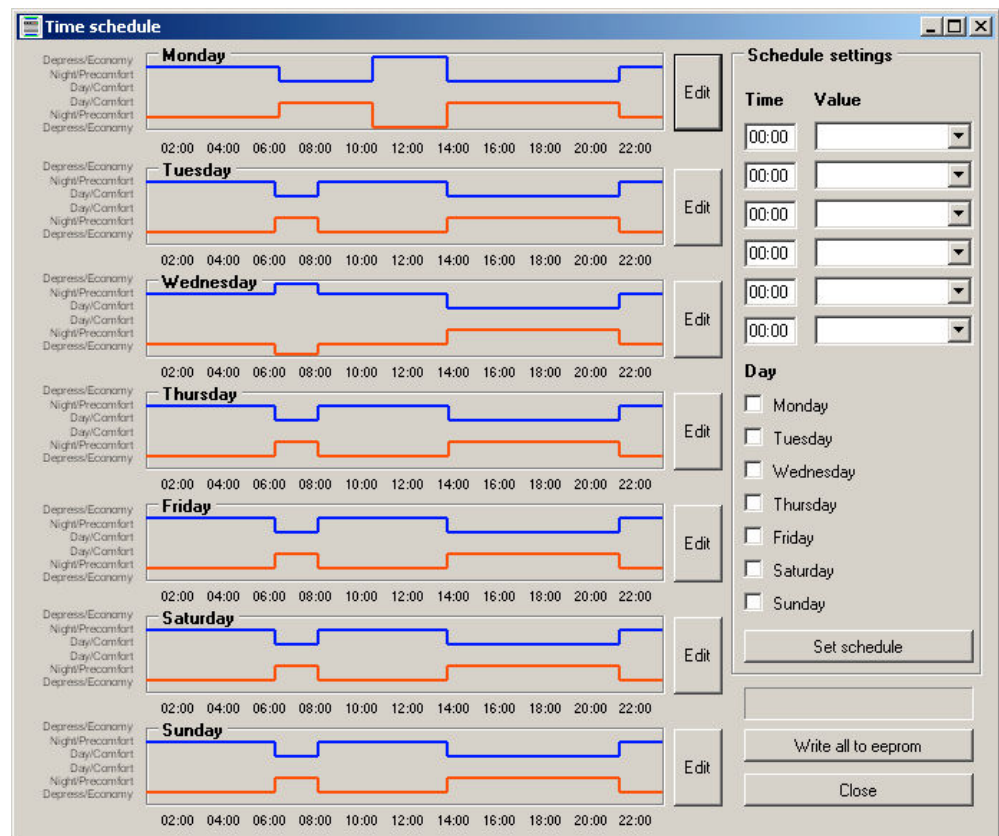 Time schedule
Monday
Depress/Economy
Night/Precomfort
Day/Comfort
Day/Comfort
Night/Precomfort
Depress/Economy
Edit
02:00 04:00 06:00 08:00 10:00 12:00 14:00 16:00 18:00 20:00 22:00
Tuesday
Depress/Economy
Night/Precomfort
Day/Comfort
Day/Comfort
Night/Precomfort
Depress/Economy
Edit
02:00 04:00 06:00 08:00 10:00 12:00 14:00 16:00 18:00 20:00 22:00
Wednesday
Depress/Economy
Night/Precomfort
Day/Comfort
Day/Comfort
Night/Precomfort
Depress/Economy
Edit
02:00 04:00 06:00 08:00 10:00 12:00 14:00 16:00 18:00 20:00 22:00
Thursday
Depress/Economy
Night/Precomfort
Day/Comfort
Day/Comfort
Night/Precomfort
Depress/Economy
Edit
02:00 04:00 06:00 08:00 10:00 12:00 14:00 16:00 18:00 20:00 22:00
Friday
Depress/Economy
Night/Precomfort
Day/Comfort
Day/Comfort
Night/Precomfort
Depress/Economy
Edit
02:00 04:00 06:00 08:00 10:00 12:00 14:00 16:00 18:00 20:00 22:00
Saturday
Depress/Economy
Night/Precomfort
Day/Comfort
Day/Comfort
Night/Precomfort
Depress/Economy
Edit
02:00 04:00 06:00 08:00 10:00 12:00 14:00 16:00 18:00 20:00 22:00
Sunday
Depress/Economy
Night/Precomfort
Day/Comfort
Day/Comfort
Night/Precomfort
Depress/Economy
Edit
02:00 04:00 06:00 08:00 10:00 12:00 14:00 16:00 18:00 20:00 22:00
Schedule settings
Time Value
00:00
00:00
00:00
00:00
00:00
00:00
Day
Monday
Tuesday
Wednesday
Thursday
Friday
Saturday
Sunday
Set schedule
Write all to eeprom
Close